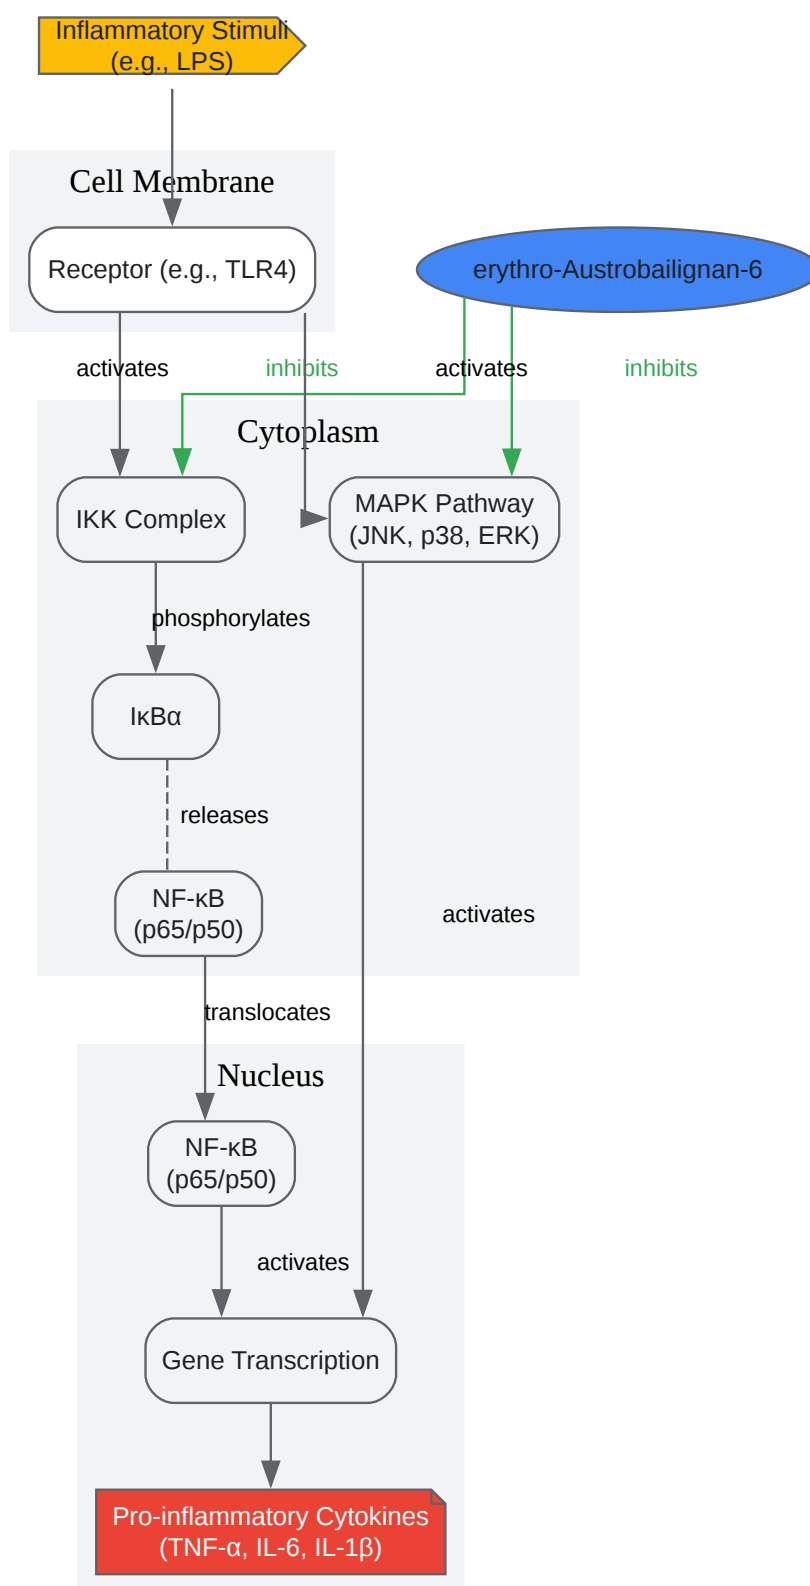 Inflammatory Stimuli
(e.g., LPS)
Cell Membrane
Receptor (e.g., TLR4)
erythro-Austrobailignan-6
activates
inhibits
activates
inhibits
Cytoplasm
IKK Complex
MAPK Pathway
(JNK, p38, ERK)
phosphorylates
IκBα
releases
NF-κB
(p65/p50)
activates
translocates
Nucleus
NF-κB
(p65/p50)
activates
Gene Transcription
Pro-inflammatory Cytokines
(TNF-α, IL-6, IL-1β)